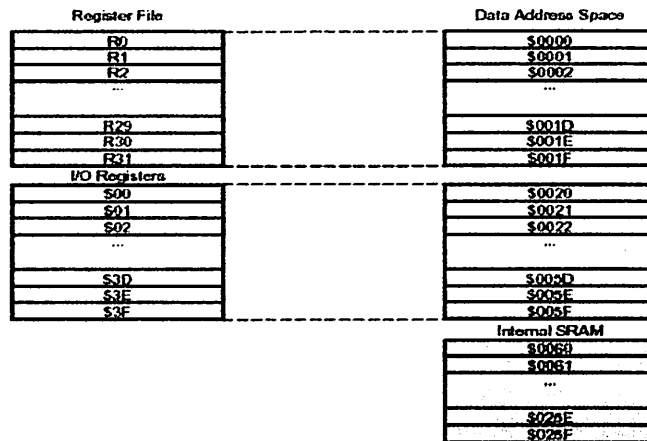 Register File
R0
R1
R2
...
R29
R30
R31
I/O Registers
$00
$01
$02
...
$3D
$3E
$3F
Data Address Space
$0000
$0001
$0002
...
$001D
$001E
$001F
$0020
$0021
$0022
...
$005D
$005E
$005F
Internal SRAM
$0060
$0061
...
$025E
$025F